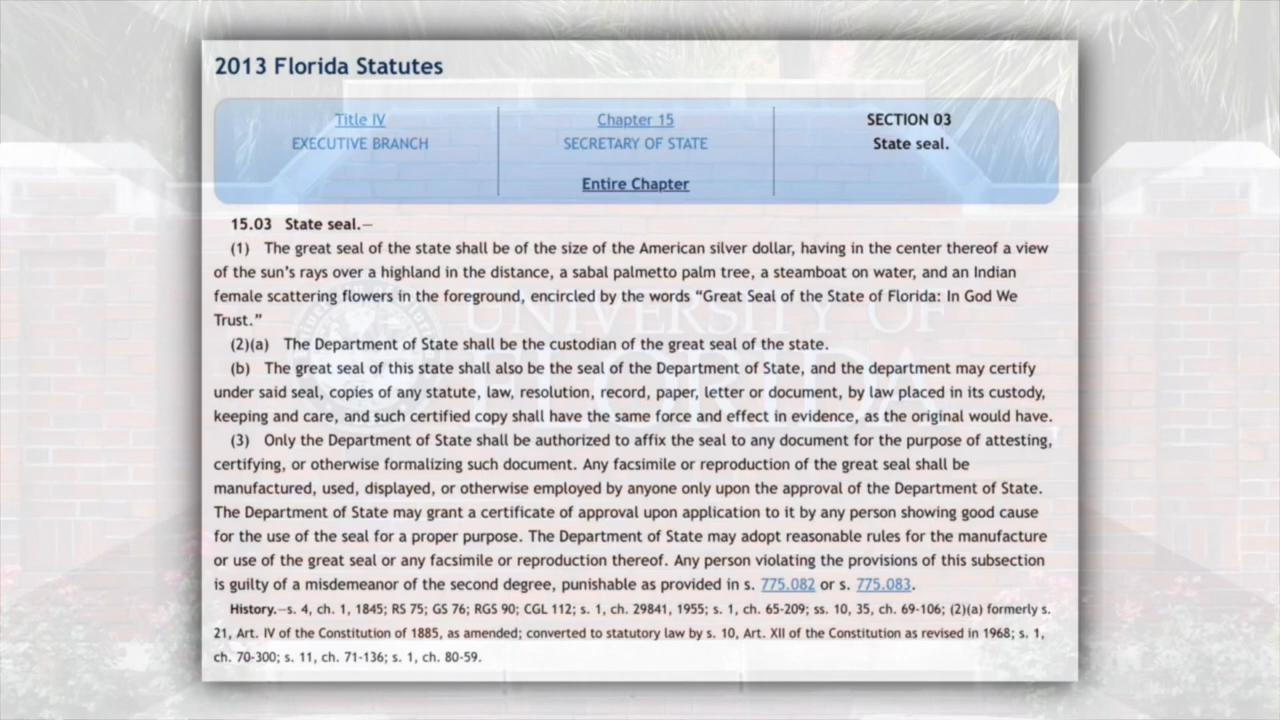 2013 Florida Statutes
Title IV
EXECUTIVE BRANCH
Chapter 15
SECRETARY OF STATE
Entire Chapter
SECTION 03
State seal.
15.03 State seal.—
(1) The great seal of the state shall be of the size of the American silver dollar, having in the center thereof a view
of the sun’s rays over a highland in the distance, a sabal palmetto palm tree, a steamboat on water, and an Indian
female scattering flowers in the foreground, encircled by the words “Great Seal of the State of Florida: In God We
Trust.”
(2)(a) The Department of State shall be the custodian of the great seal of the state.
(b) The great seal of this state shall also be the seal of the Department of State, and the department may certify
under said seal, copies of any statute, law, resolution, record, paper, letter or document, by law placed in its custody,
keeping and care, and such certified copy shall have the same force and effect in evidence, as the original would have.
(3) Only the Department of State shall be authorized to affix the seal to any document for the purpose of attesting,
certifying, or otherwise formalizing such document. Any facsimile or reproduction of the great seal shall be
manufactured, used, displayed, or otherwise employed by anyone only upon the approval of the Department of State.
The Department of State may grant a certificate of approval upon application to it by any person showing good cause
for the use of the seal for a proper purpose. The Department of State may adopt reasonable rules for the manufacture
or use of the great seal or any facsimile or reproduction thereof. Any person violating the provisions of this subsection
is guilty of a misdemeanor of the second degree, punishable as provided in s. 775.082 or s. 775.083.
History.—s. 4, ch. 1, 1845; RS 75; GS 76; RGS 90; CGL 112; s. 1, ch. 29841, 1955; s. 1, ch. 65-209; ss. 10, 35, ch. 69-106; (2)(a) formerly s.
21, Art. IV of the Constitution of 1885, as amended; converted to statutory law by s. 10, Art. XII of the Constitution as revised in 1968; s. 1,
ch. 70-300; s. 11, ch. 71-136; s. 1, ch. 80-59.
UNIVERSITY OF
FLORIDA